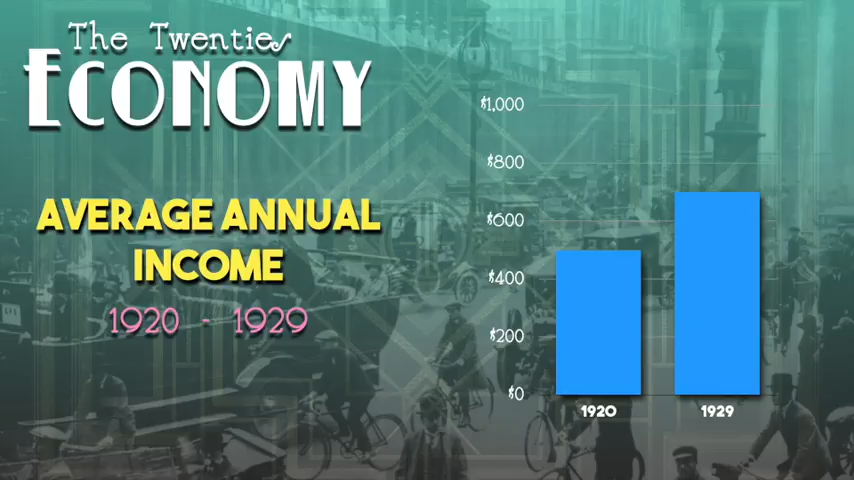 The Twenties
ECONOMY
AVERAGE ANNUAL
INCOME
1920 - 1929
$1,000
$800
$600
$400
$200
$0
1920
1929